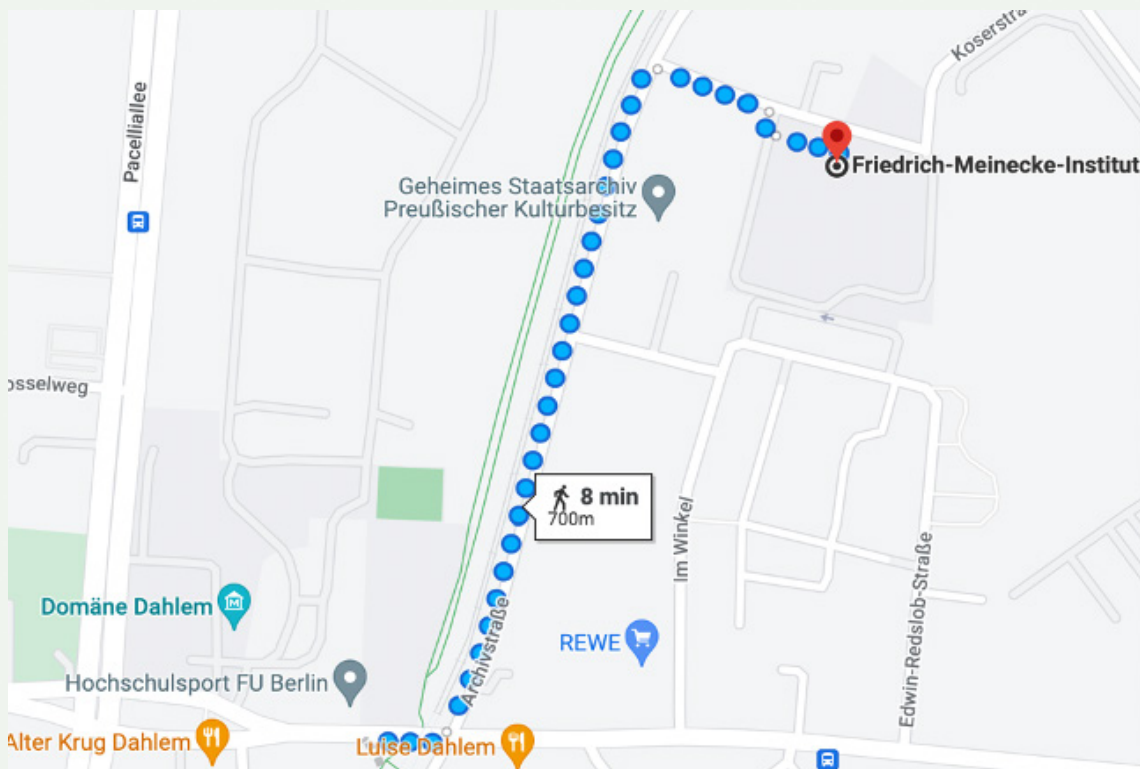 Koserstra
Pacelliallee
Friedrich-Meinecke-Institut
Geheimes Staatsarchiv
Preußischer Kulturbesitz
osselweg
8 min
700m
Im Winkel
Edwin-Redslob-Straße
Domäne Dahlem
Archivstraße
REWE
Hochschulsport FU Berlin
Alter Krug Dahlem
Luise Dahlem